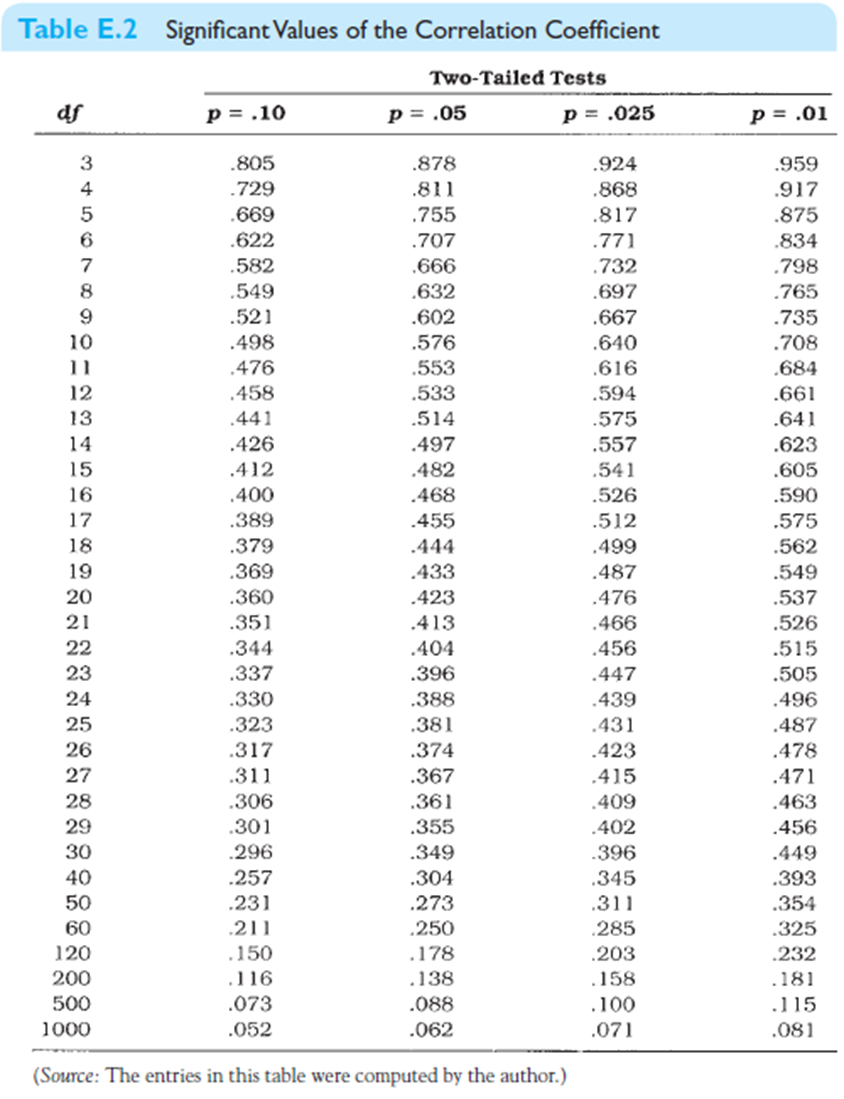 Table E.2 Significant Values of the Correlation Coefficient
Two-Tailed Tests
df p = .10 p = .05 p = .025 p = .01
3 .805 .878 .924 .959
4 .729 .811 .868 .917
5 .669 .755 .817 .875
6 .622 .707 .771 .834
7 .582 .666 .732 .798
8 .549 .632 .697 .765
9 .521 .602 .667 .735
10 .498 .576 .640 .708
11 .476 .553 .616 .684
12 .458 .533 .594 .661
13 .441 .514 .575 .641
14 .426 .497 .557 .623
15 .412 .482 .541 .605
16 .400 .468 .526 .590
17 .389 .455 .512 .575
18 .379 .444 .499 .562
19 .369 .433 .487 .549
20 .360 .423 .476 .537
21 .351 .413 .466 .526
22 .344 .404 .456 .515
23 .337 .396 .447 .505
24 .330 .388 .439 .496
25 .323 .381 .431 .487
26 .317 .374 .423 .478
27 .311 .367 .415 .471
28 .306 .361 .409 .463
29 .301 .355 .402 .456
30 .296 .349 .396 .449
40 .257 .304 .345 .393
50 .231 .273 .311 .354
60 .211 .250 .285 .325
120 .150 .178 .203 .232
200 .116 .138 .158 .181
500 .073 .088 .100 .115
1000 .052 .062 .071 .081
(Source: The entries in this table were computed by the author.)